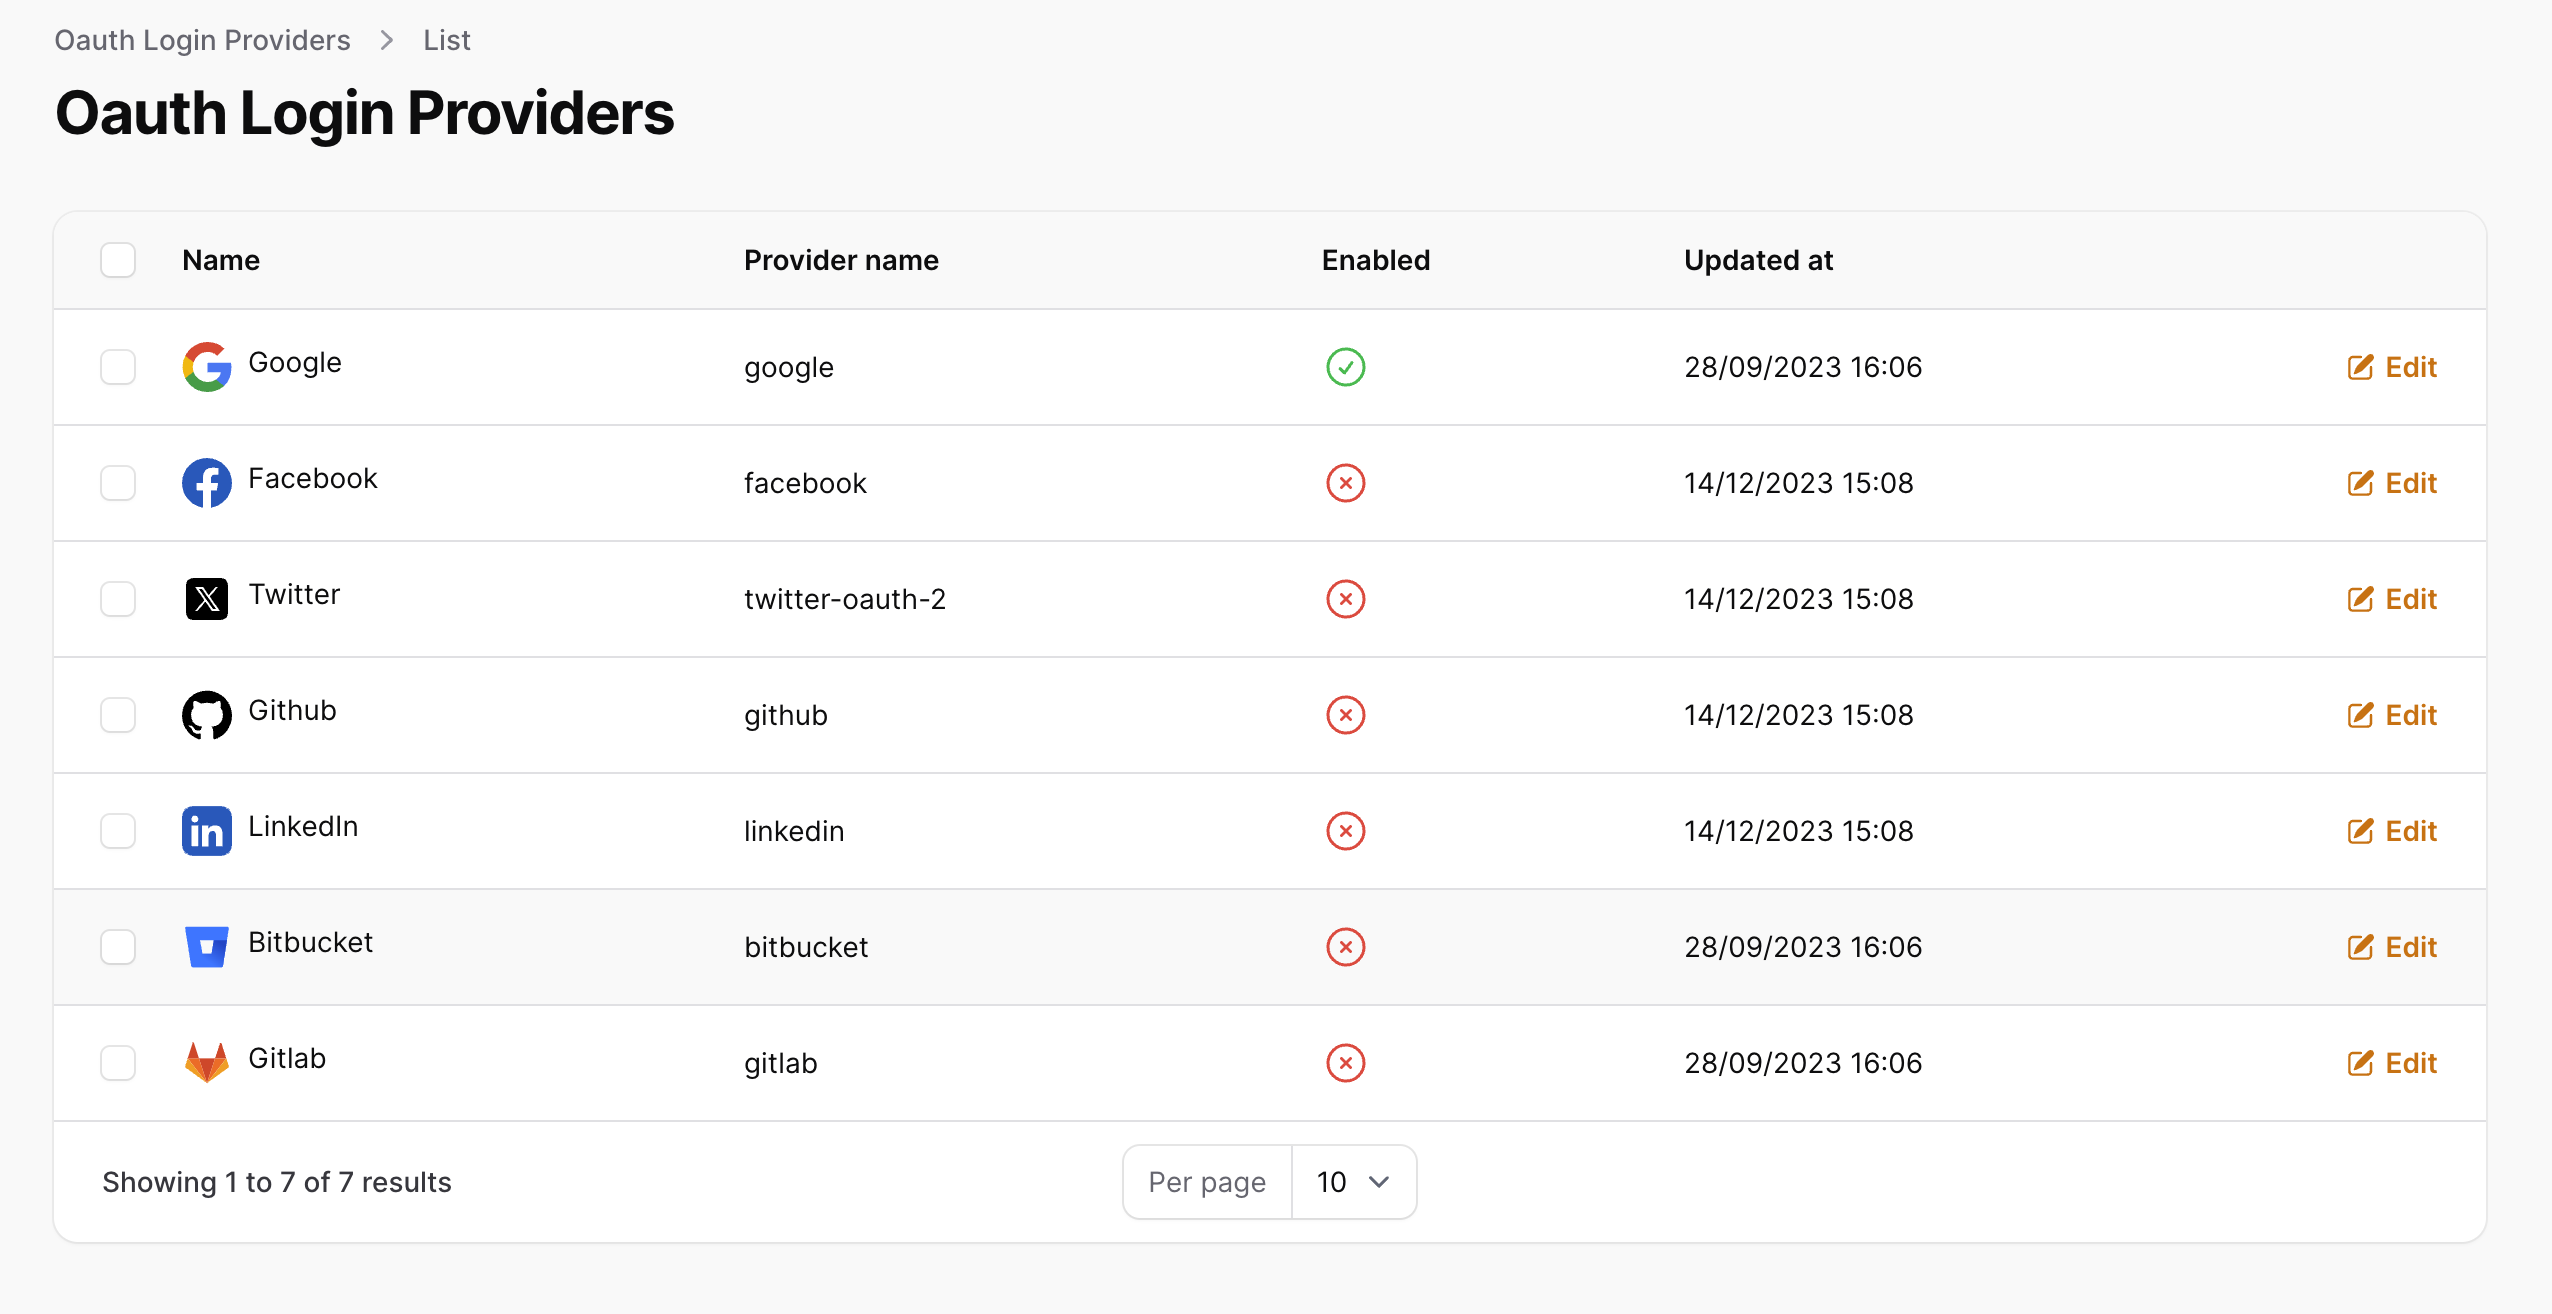 Oauth Login Providers > List
Oauth Login Providers
Name Provider name Enabled Updated at
Google google 28/09/2023 16:06 Edit
Facebook facebook 14/12/2023 15:08 Edit
Twitter twitter-oauth-2 14/12/2023 15:08 Edit
Github github 14/12/2023 15:08 Edit
LinkedIn linkedin 14/12/2023 15:08 Edit
Bitbucket bitbucket 28/09/2023 16:06 Edit
Gitlab gitlab 28/09/2023 16:06 Edit
Showing 1 to 7 of 7 results Per page 10